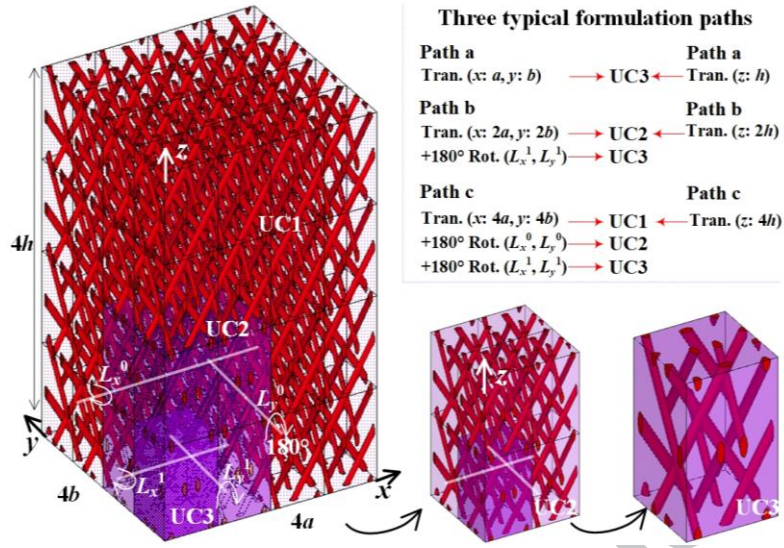 Three typical formulation paths
Path a Path a
Tran. (x: a, y: b) UC3 Tran. (z: h)
Path b Path b
Tran. (x: 2a, y: 2b) UC2 Tran. (z: 2h)
+180° Rot. (Lx1, Ly1) UC3
Path c Path c
Tran. (x: 4a, y: 4b) UC1 Tran. (z: 4h)
+180° Rot. (Lx0, Ly0) UC2
+180° Rot. (Lx1, Ly1) UC3
z
UC1
4h
UC2
Lx0
Ly0
180°
y
Lx1
Ly1
x
4b
UC3
4a
z
UC2
UC3